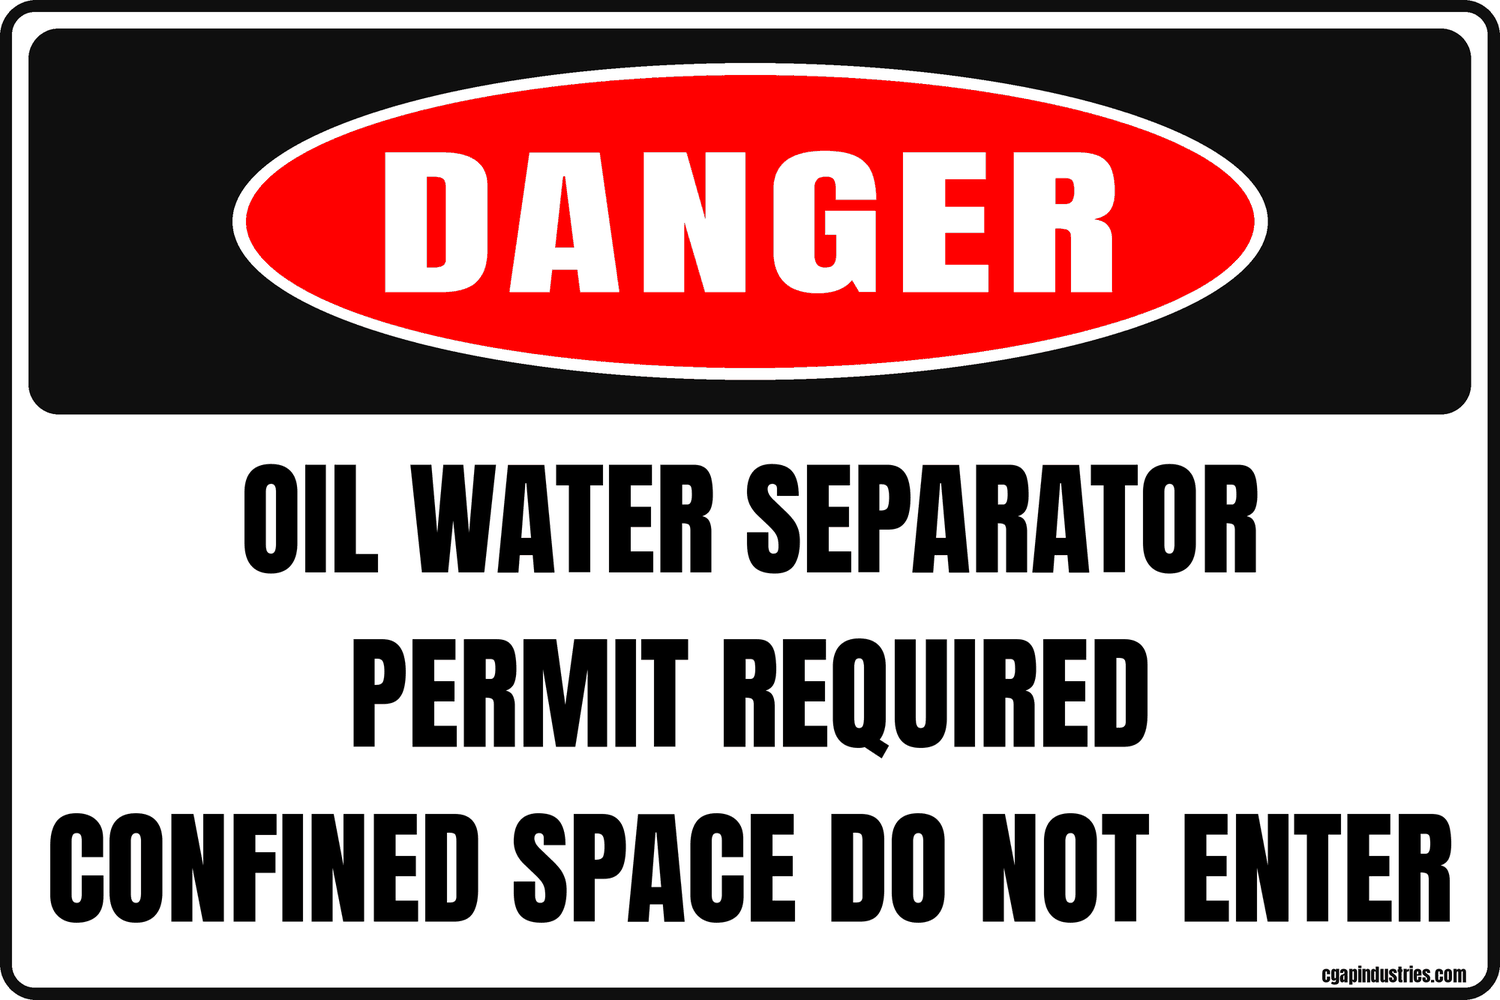 DANGER
OIL WATER SEPARATOR
PERMIT REQUIRED
CONFINED SPACE DO NOT ENTER
cgapindustries.com